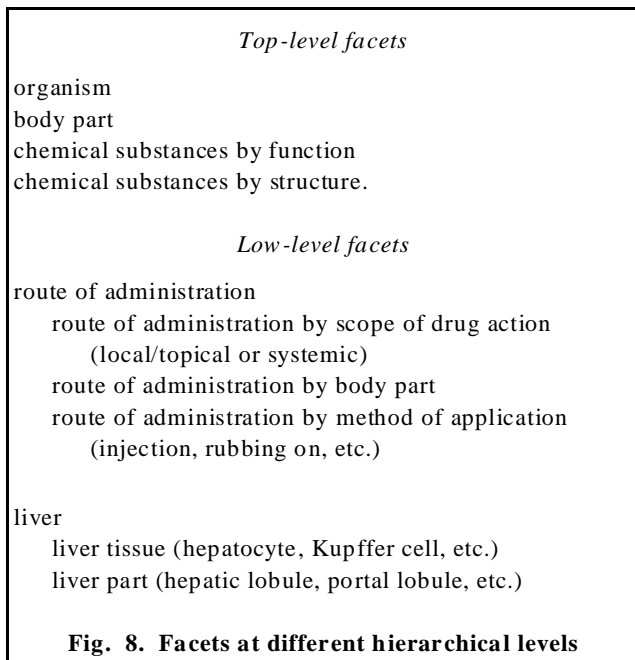 Top-level facets
organism
body part
chemical substances by function
chemical substances by structure.
Low-level facets
route of administration
route of administration by scope of drug action
(local/topical or systemic)
route of administration by body part
route of administration by method of application
(injection, rubbing on, etc.)
liver
liver tissue (hepatocyte, Kupffer cell, etc.)
liver part (hepatic lobule, portal lobule, etc.)
Fig. 8. Facets at different hierarchical levels